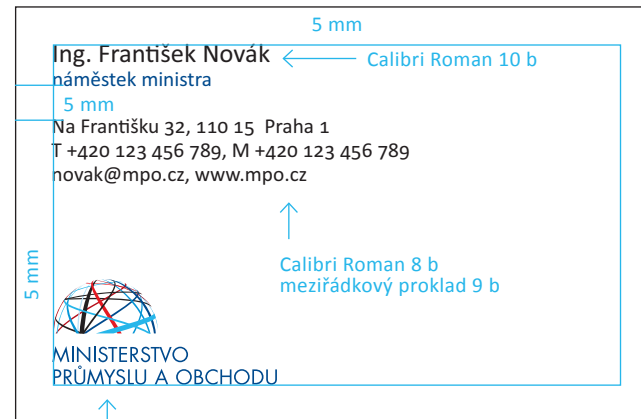 5 mm
Ing. František Novák
Calibri Roman 10 b
náměstek ministra
5 mm
Na Františku 32, 110 15  Praha 1
T +420 123 456 789, M +420 123 456 789
novak@mpo.cz, www.mpo.cz
Calibri Roman 8 b
meziřádkový proklad 9 b
5 mm
MINISTERSTVO
PRŮMYSLU A OBCHODU